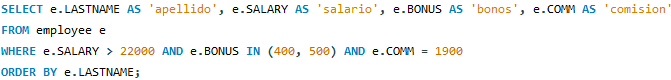 SELECT e.LASTNAME AS 'apellido', e.SALARY AS 'salario', e.BONUS AS 'bonos', e.COMM AS 'comision'
FROM employee e
WHERE e.SALARY > 22000 AND e.BONUS IN (400, 500) AND e.COMM = 1900
ORDER BY e.LASTNAME;